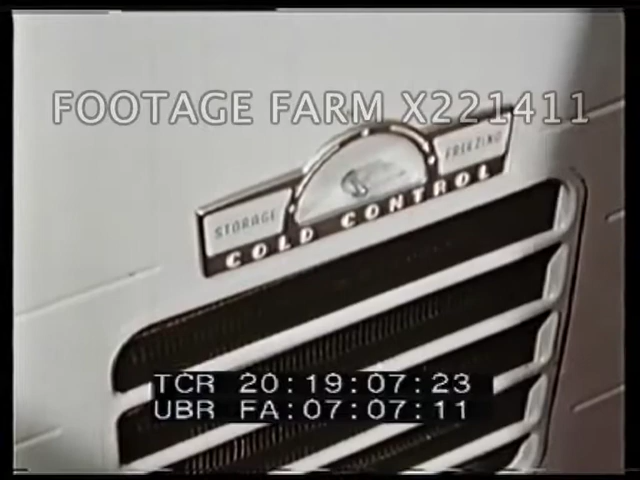 FOOTAGE FARM X221411
STORAGE
FREEZING
COLD CONTROL
TCR 20:19:07:23
UBR FA:07:07:11